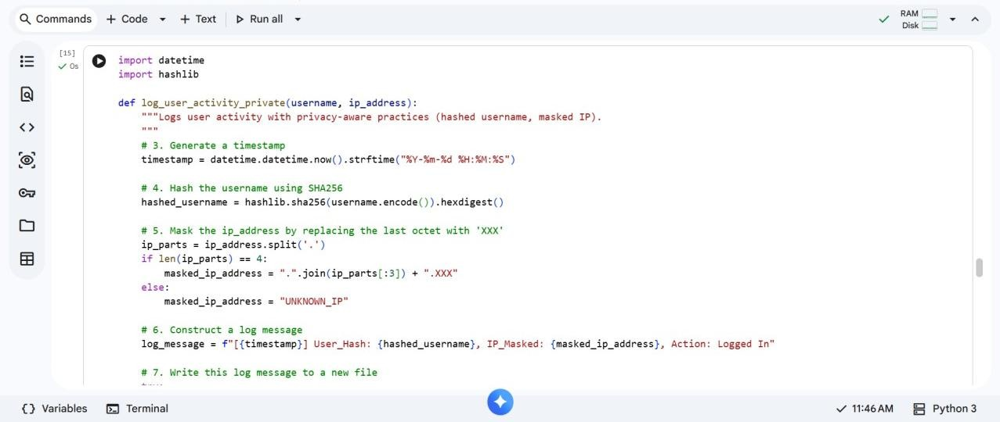 Commands + Code + Text Run all
RAM
Disk
[15]
0s
import datetime
import hashlib
def log_user_activity_private(username, ip_address):
"""Logs user activity with privacy-aware practices (hashed username, masked IP).
"""
# 3. Generate a timestamp
timestamp = datetime.datetime.now().strftime("%Y-%m-%d %H:%M:%S")
# 4. Hash the username using SHA256
hashed_username = hashlib.sha256(username.encode()).hexdigest()
# 5. Mask the ip_address by replacing the last octet with 'XXX'
ip_parts = ip_address.split('.')
if len(ip_parts) == 4:
masked_ip_address = ".".join(ip_parts[:3]) + ".XXX"
else:
masked_ip_address = "UNKNOWN_IP"
# 6. Construct a log message
log_message = f"[{timestamp}] User_Hash: {hashed_username}, IP_Masked: {masked_ip_address}, Action: Logged In"
# 7. Write this log message to a new file
{} Variables Terminal 11:46 AM Python 3